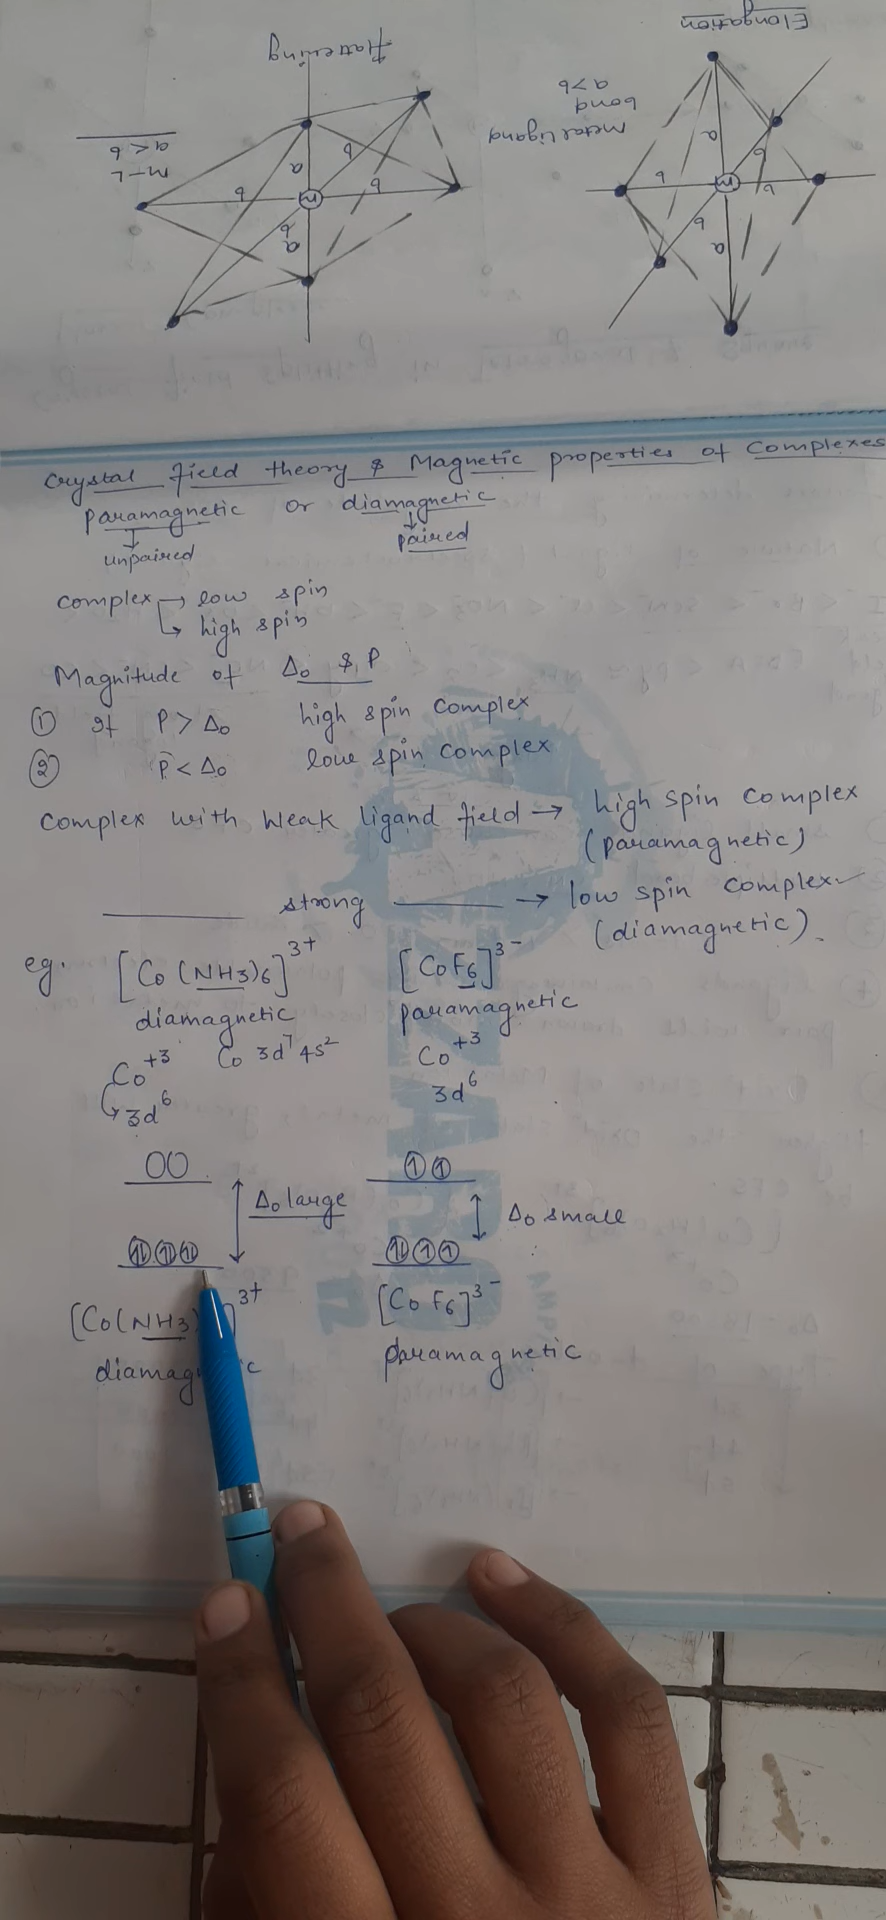 Elongation
a>b
bond
Metal ligand
a
b
b
b
b
a
M
Flattening
M-L
a < b
a
b
b
b
b
a
M
Crystal field theory & Magnetic properties of Complexes
paramagnetic or diamagnetic
unpaired paired
Complex → low spin
↳ high spin
Magnitude of Δo & P
① If P > Δo high spin complex
② P < Δo low spin complex
Complex with weak ligand field → high spin complex
(paramagnetic)
strong → low spin complex
(diamagnetic).
eg. [Co(NH3)6]3+ [CoF6]3-
diamagnetic paramagnetic
Co+3 Co 3d7 4s2 Co+3
↳ 3d6 3d6
Δo large Δo small
[Co(NH3) ]3+ [CoF6]3-
diamag ic paramagnetic